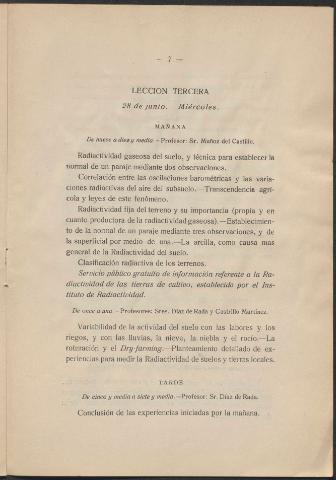 — 7 —
LECCION TERCERA
28 de junio. Miércoles.
MAÑANA
De nueve a diez y media.—Profesor: Sr. Muñoz del Castillo.
Radiactividad gaseosa del suelo, y técnica para establecer la
normal de un paraje mediante dos observaciones.
Correlación entre las oscilaciones barométricas y las varia-
ciones radiactivas del aire del subsuelo.—Transcendencia agrí-
cola y leyes de este fenómeno.
Radiactividad fija del terreno y su importancia (propia y en
cuanto productora de la radiactividad gaseosa).—Establecimien-
to de la normal de un paraje mediante tres observaciones, y de
la superficial por medio de una.—La arcilla, como causa mas
general de la Radiactividad del suelo.
Clasificación radiactiva de los terrenos.
Servicio público gratuito de información referente a la Ra-
diactividad de las tierras de cultivo, establecido por el Ins-
tituto de Radiactividad.
De once a una.—Profesores: Sres. Díaz de Rada y Castillo Martínez.
Variabilidad de la actividad del suelo con las labores y los
riegos, y con las lluvias, la nieve, la niebla y el rocío.—La
roturación y el Dry-farming.—Planteamiento detallado de ex-
periencias para medir la Radiactividad de suelos y tierras locales.
TARDE
De cinco y media a siete y media.—Profesor: Sr. Díaz de Rada.
Conclusión de las experiencias iniciadas por la mañana.